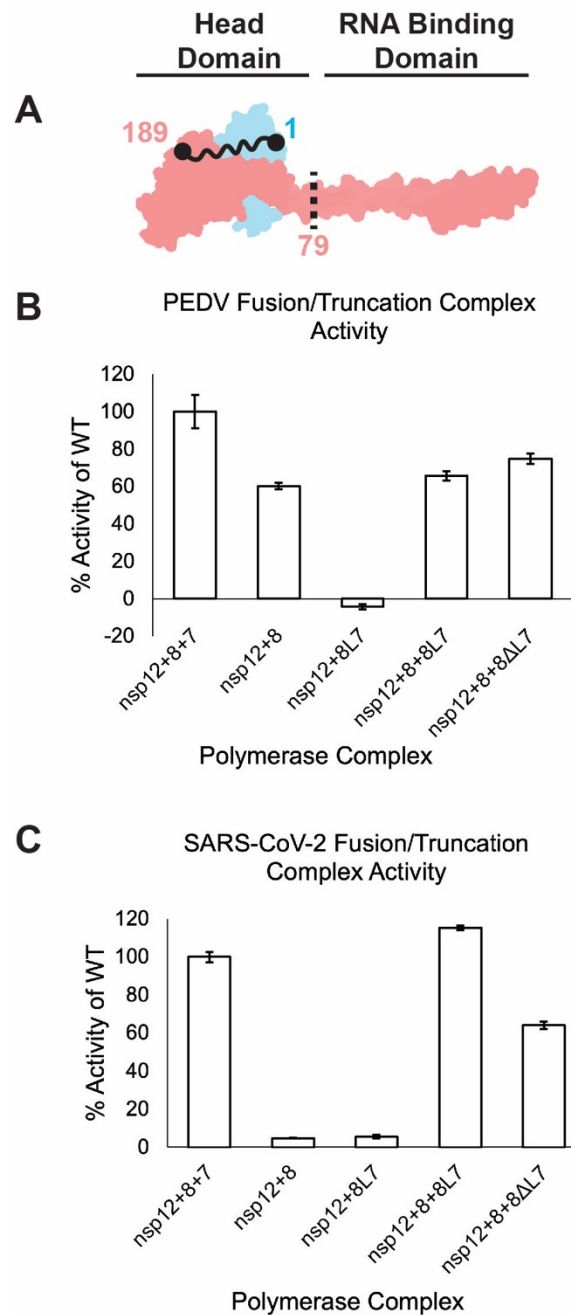 Head
Domain
RNA Binding
Domain
A
189
1
79
B
PEDV Fusion/Truncation Complex
Activity
% Activity of WT
120
100
80
60
40
20
0
-20
nsp12+8+7
nsp12+8
nsp12+8L7
nsp12+8+8L7
nsp12+8+8ΔL7
Polymerase Complex
C
SARS-CoV-2 Fusion/Truncation
Complex Activity
% Activity of WT
120
100
80
60
40
20
0
nsp12+8+7
nsp12+8
nsp12+8L7
nsp12+8+8L7
nsp12+8+8ΔL7
Polymerase Complex